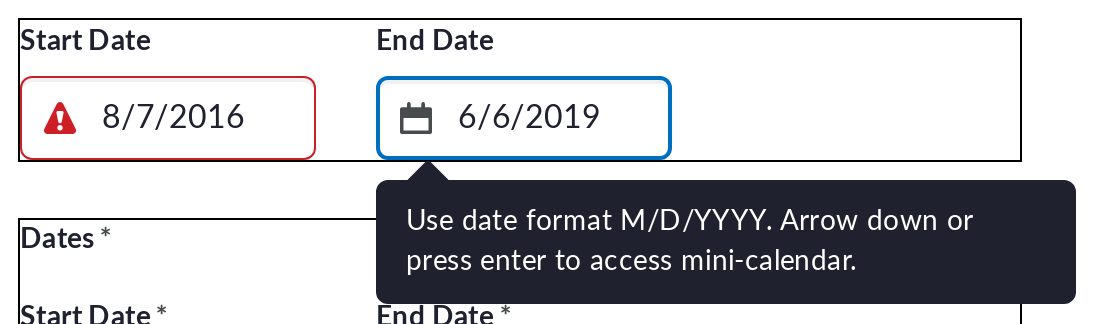 Start Date End Date
8/7/2016 6/6/2019
Use date format M/D/YYYY. Arrow down or
press enter to access mini-calendar.
Dates *
Start Date * End Date *